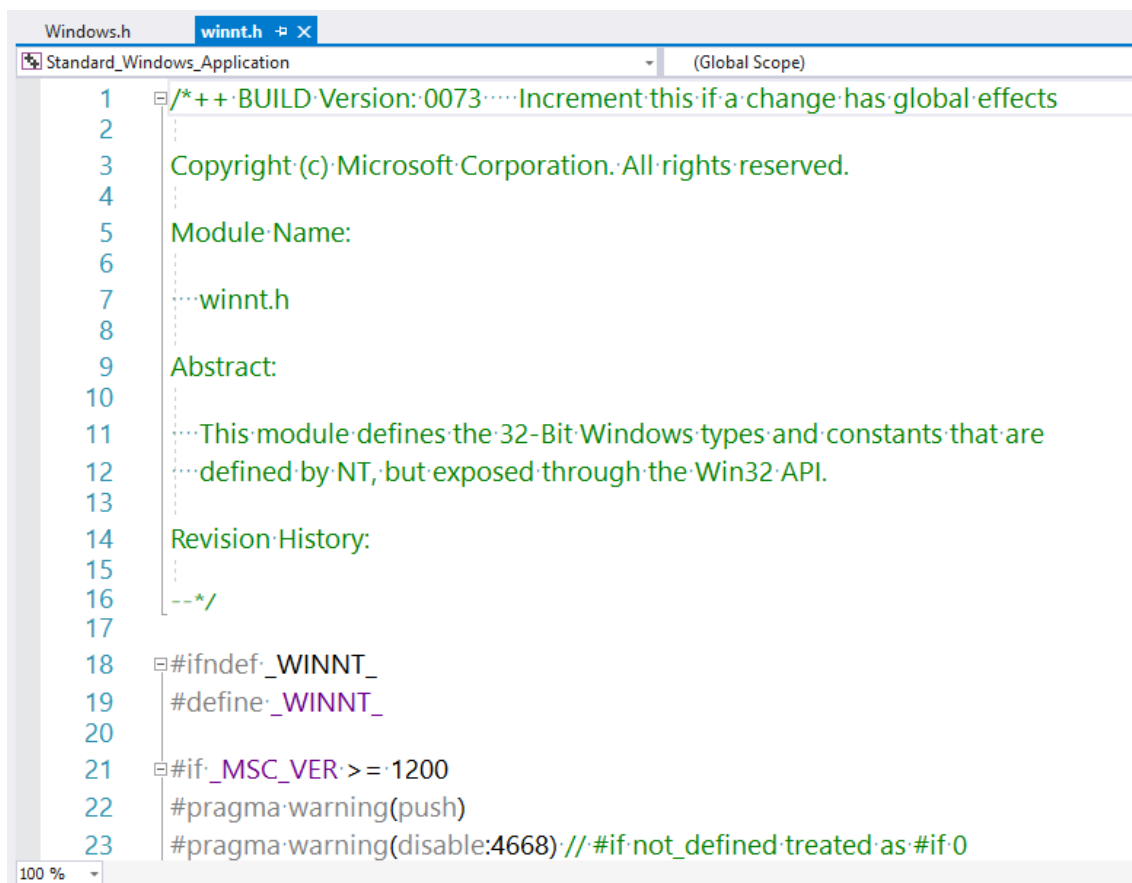 Windows.h winnt.h
Standard_Windows_Application (Global Scope)
1 /*++ BUILD Version: 0073     Increment this if a change has global effects
2
3 Copyright (c) Microsoft Corporation. All rights reserved.
4
5 Module Name:
6
7     winnt.h
8
9 Abstract:
10
11     This module defines the 32-Bit Windows types and constants that are
12     defined by NT, but exposed through the Win32 API.
13
14 Revision History:
15
16 --*/
17
18 #ifndef _WINNT_
19 #define _WINNT_
20
21 #if _MSC_VER >= 1200
22 #pragma warning(push)
23 #pragma warning(disable:4668) // #if not_defined treated as #if 0
100 %